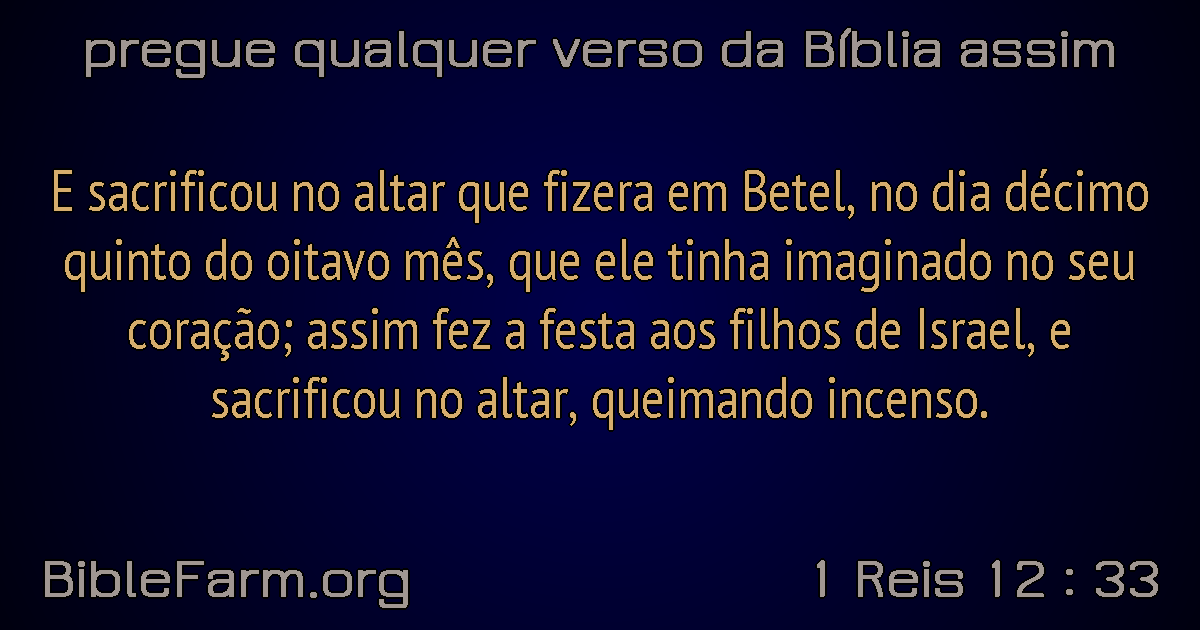 pregue qualquer verso da Bíblia assim
E sacrificou no altar que fizera em Betel, no dia décimo
quinto do oitavo mês, que ele tinha imaginado no seu
coração; assim fez a festa aos filhos de Israel, e
sacrificou no altar, queimando incenso.
BibleFarm.org
1 Reis 12 : 33